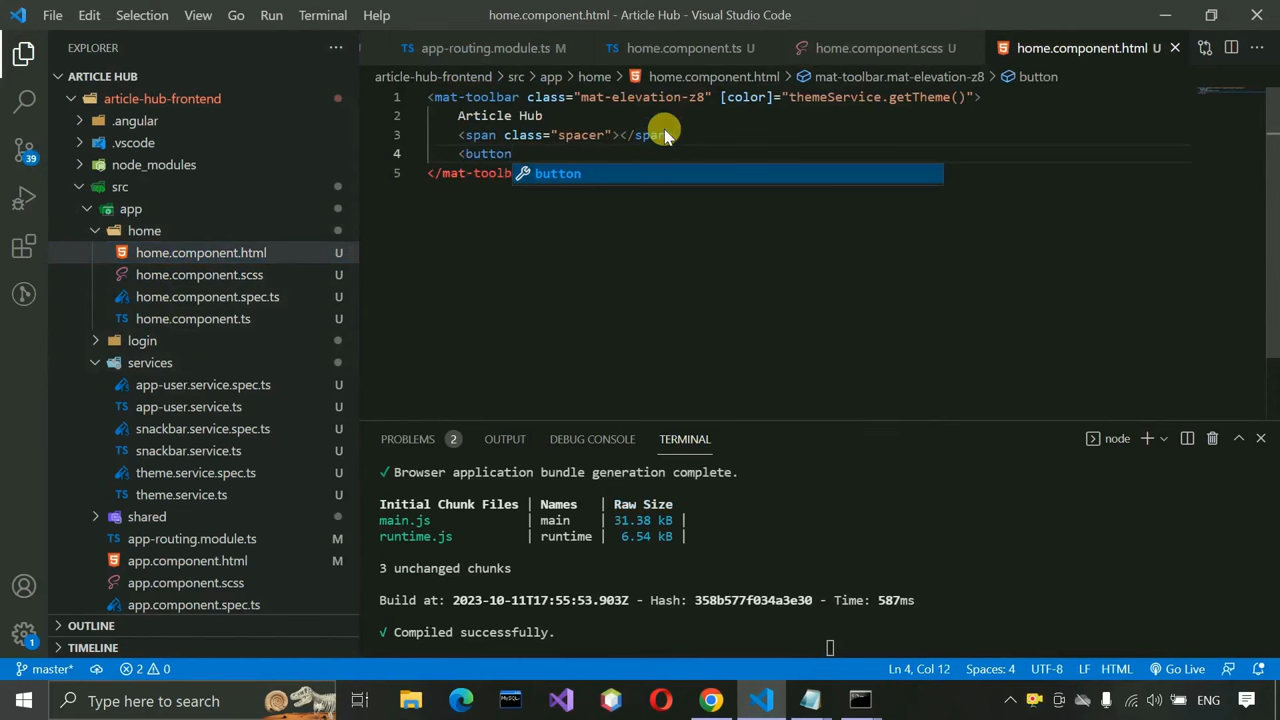 File Edit Selection View Go Run Terminal Help home.component.html - Article Hub - Visual Studio Code
EXPLORER
ARTICLE HUB
article-hub-frontend
.angular
.vscode
node_modules
src
app
home
home.component.html U
home.component.scss U
home.component.spec.ts U
home.component.ts U
login
services
app-user.service.spec.ts U
app-user.service.ts U
snackbar.service.spec.ts U
snackbar.service.ts U
theme.service.spec.ts U
theme.service.ts U
shared
app-routing.module.ts M
app.component.html M
app.component.scss
app.component.spec.ts
OUTLINE
TIMELINE
39
1
TS app-routing.module.ts M TS home.component.ts U home.component.scss U home.component.html U
article-hub-frontend > src > app > home > home.component.html > mat-toolbar.mat-elevation-z8 > button
1 <mat-toolbar class="mat-elevation-z8" [color]="themeService.getTheme()">
2 Article Hub
3 <span class="spacer"></span>
4 <button
5 </mat-toolb
button
PROBLEMS 2 OUTPUT DEBUG CONSOLE TERMINAL node
✓ Browser application bundle generation complete.
Initial Chunk Files | Names | Raw Size
main.js | main | 31.38 kB |
runtime.js | runtime | 6.54 kB |
3 unchanged chunks
Build at: 2023-10-11T17:55:53.903Z - Hash: 358b577f034a3e30 - Time: 587ms
✓ Compiled successfully.
master* 2 0 Ln 4, Col 12 Spaces: 4 UTF-8 LF HTML Go Live
Type here to search ENG